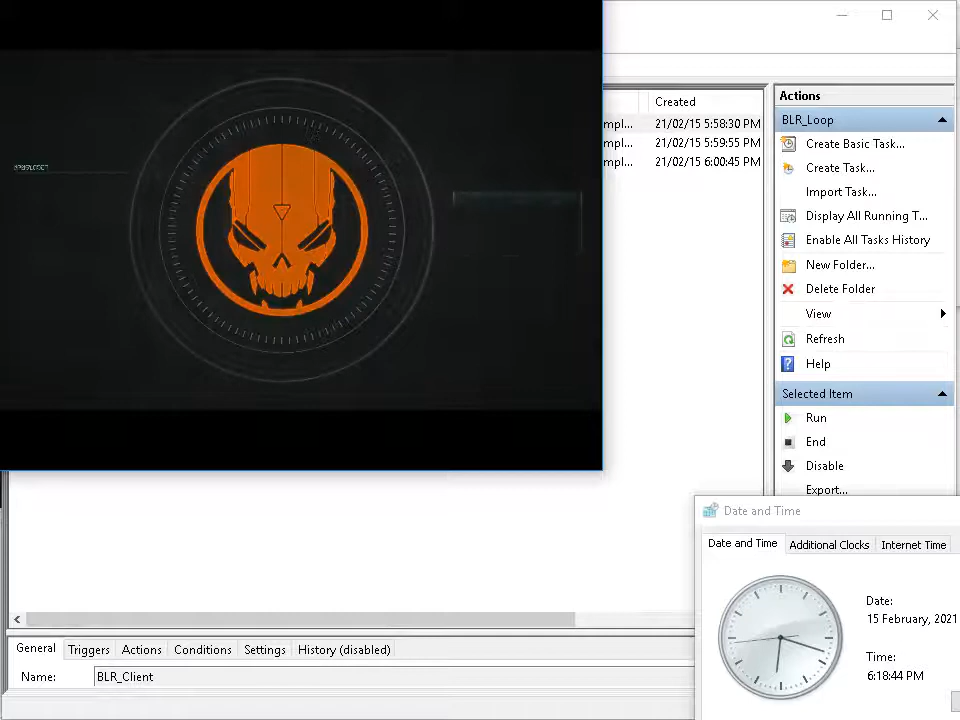 Created
mpl... 21/02/15 5:58:30 PM
mpl... 21/02/15 5:59:55 PM
mpl... 21/02/15 6:00:45 PM
Actions
BLR_Loop
Create Basic Task...
Create Task...
Import Task...
Display All Running T...
Enable All Tasks History
New Folder...
Delete Folder
View
Refresh
Help
Selected Item
Run
End
Disable
Export...
Date and Time
Date and Time Additional Clocks Internet Time
Date:
15 February, 2021
Time:
6:18:44 PM
General Triggers Actions Conditions Settings History (disabled)
Name: BLR_Client